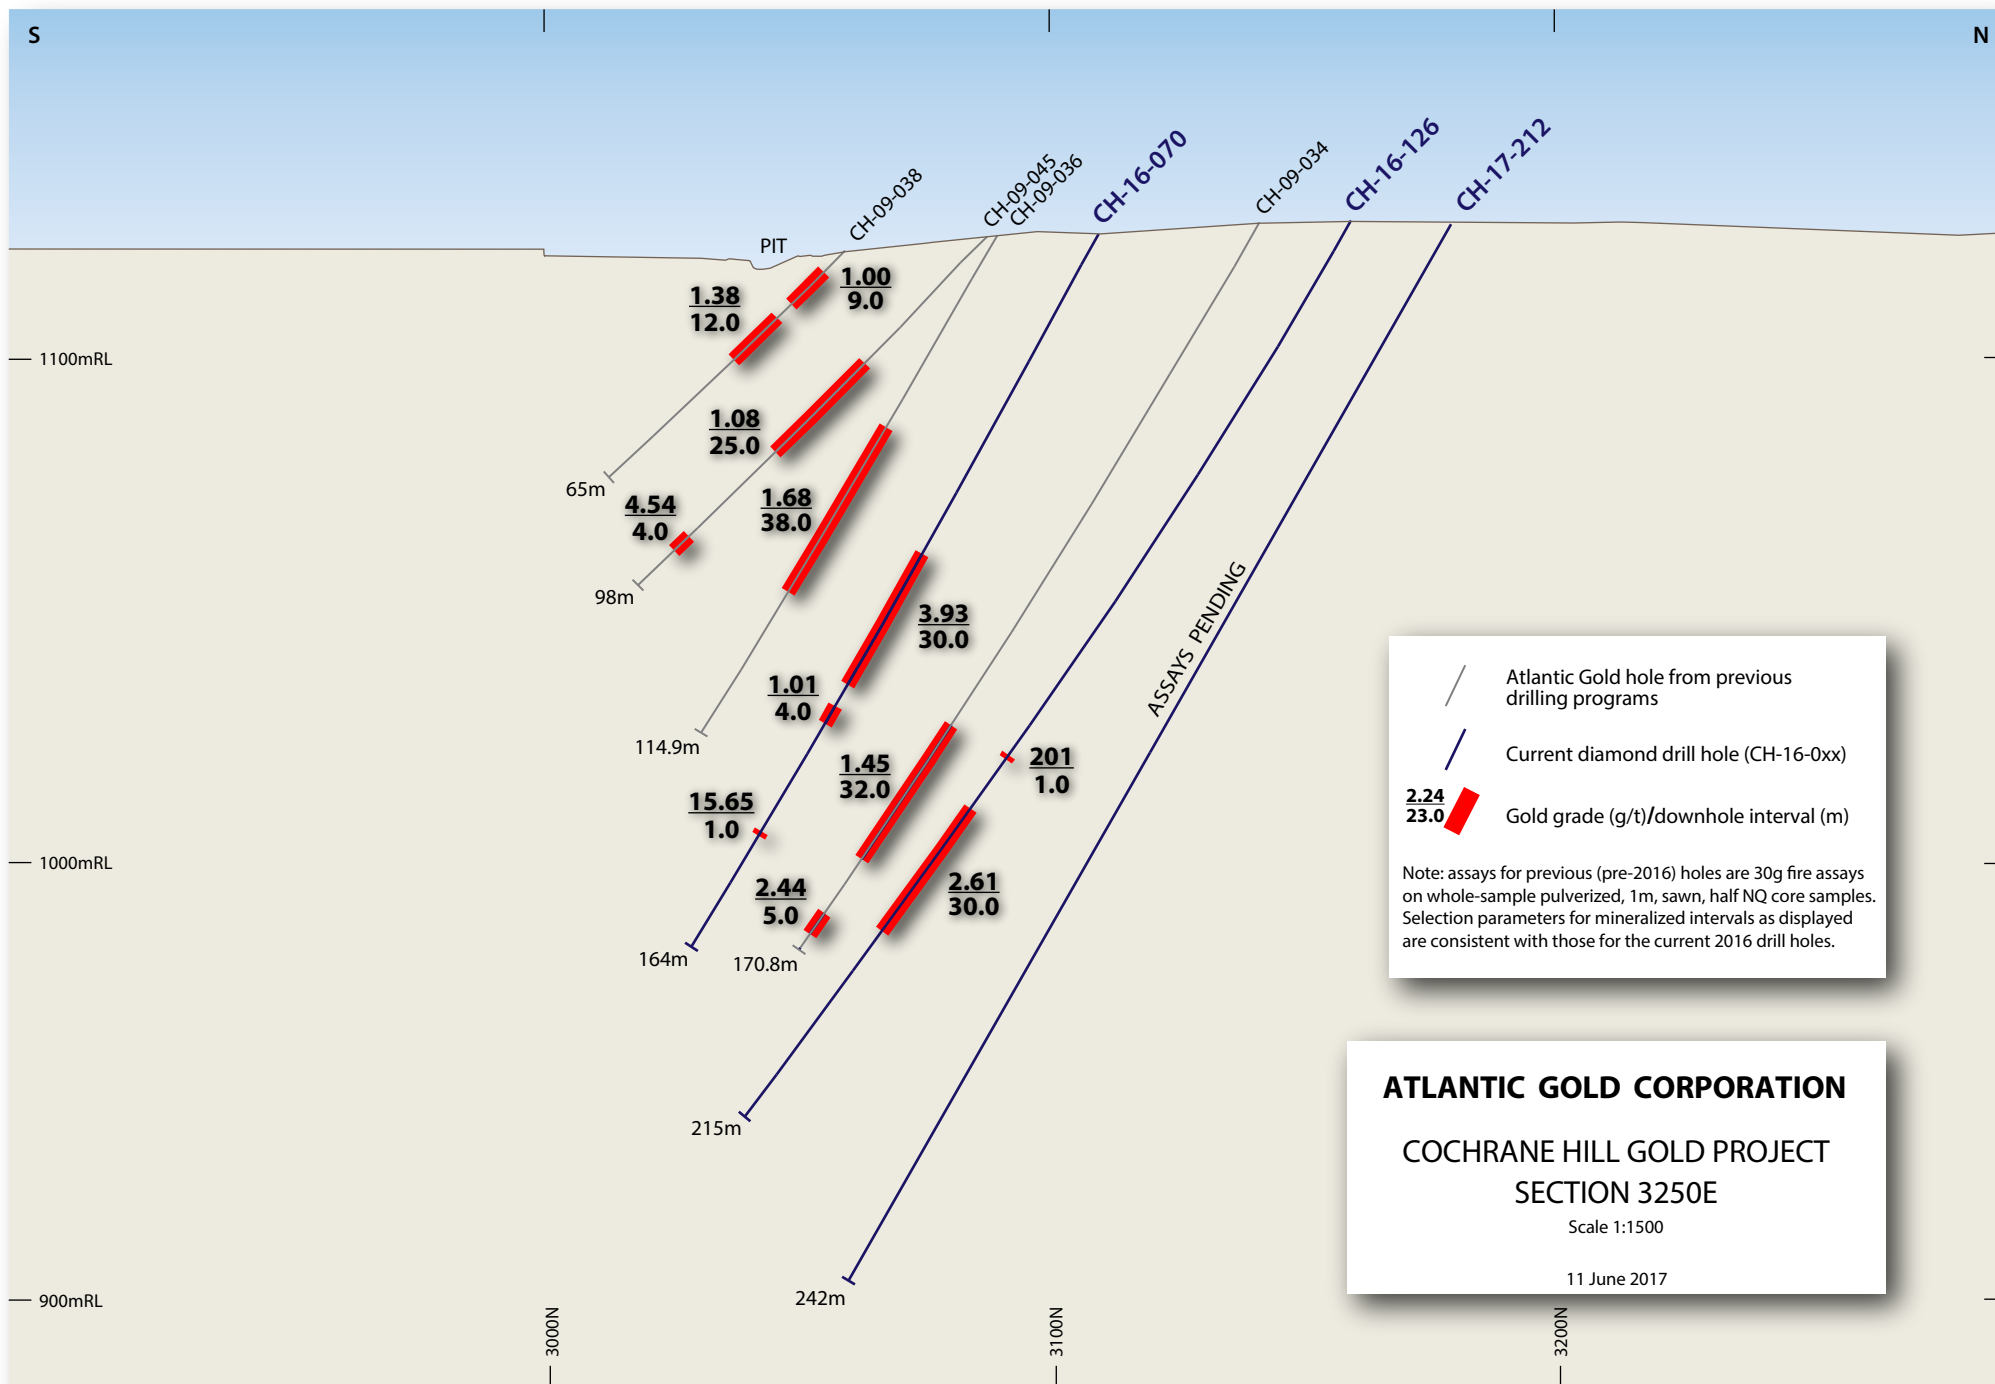 S
N
CH-09-038
CH-09-045
CH-09-036
CH-16-070
CH-09-034
CH-16-126
CH-17-212
PIT
1.00
9.0
1.38
12.0
1100mRL
1.08
25.0
65m
4.54
4.0
1.68
38.0
98m
ASSAYS PENDING
3.93
30.0
1.01
4.0
114.9m
1.45
32.0
201
1.0
15.65
1.0
1000mRL
2.44
5.0
2.61
30.0
164m
170.8m
215m
242m
900mRL
3000N
3100N
3200N
Atlantic Gold hole from previous
drilling programs
Current diamond drill hole (CH-16-0xx)
2.24
23.0
Gold grade (g/t)/downhole interval (m)
Note: assays for previous (pre-2016) holes are 30g fire assays
on whole-sample pulverized, 1m, sawn, half NQ core samples.
Selection parameters for mineralized intervals as displayed
are consistent with those for the current 2016 drill holes.
ATLANTIC GOLD CORPORATION
COCHRANE HILL GOLD PROJECT
SECTION 3250E
Scale 1:1500
11 June 2017